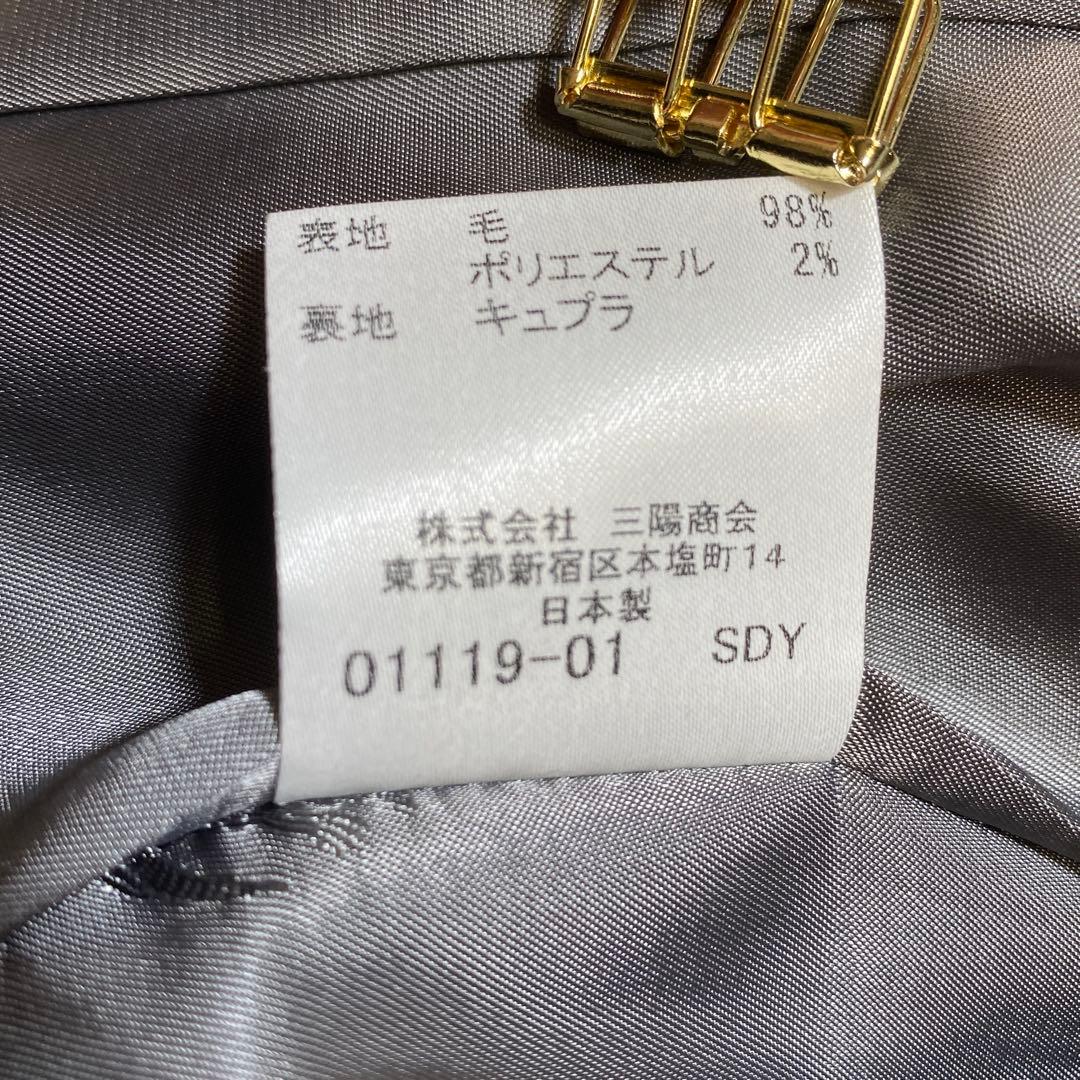 表地 毛 98%
ポリエステル 2%
裏地 キュプラ
株式会社 三陽商会
東京都新宿区本塩町14
日本製
01119-01 SDY